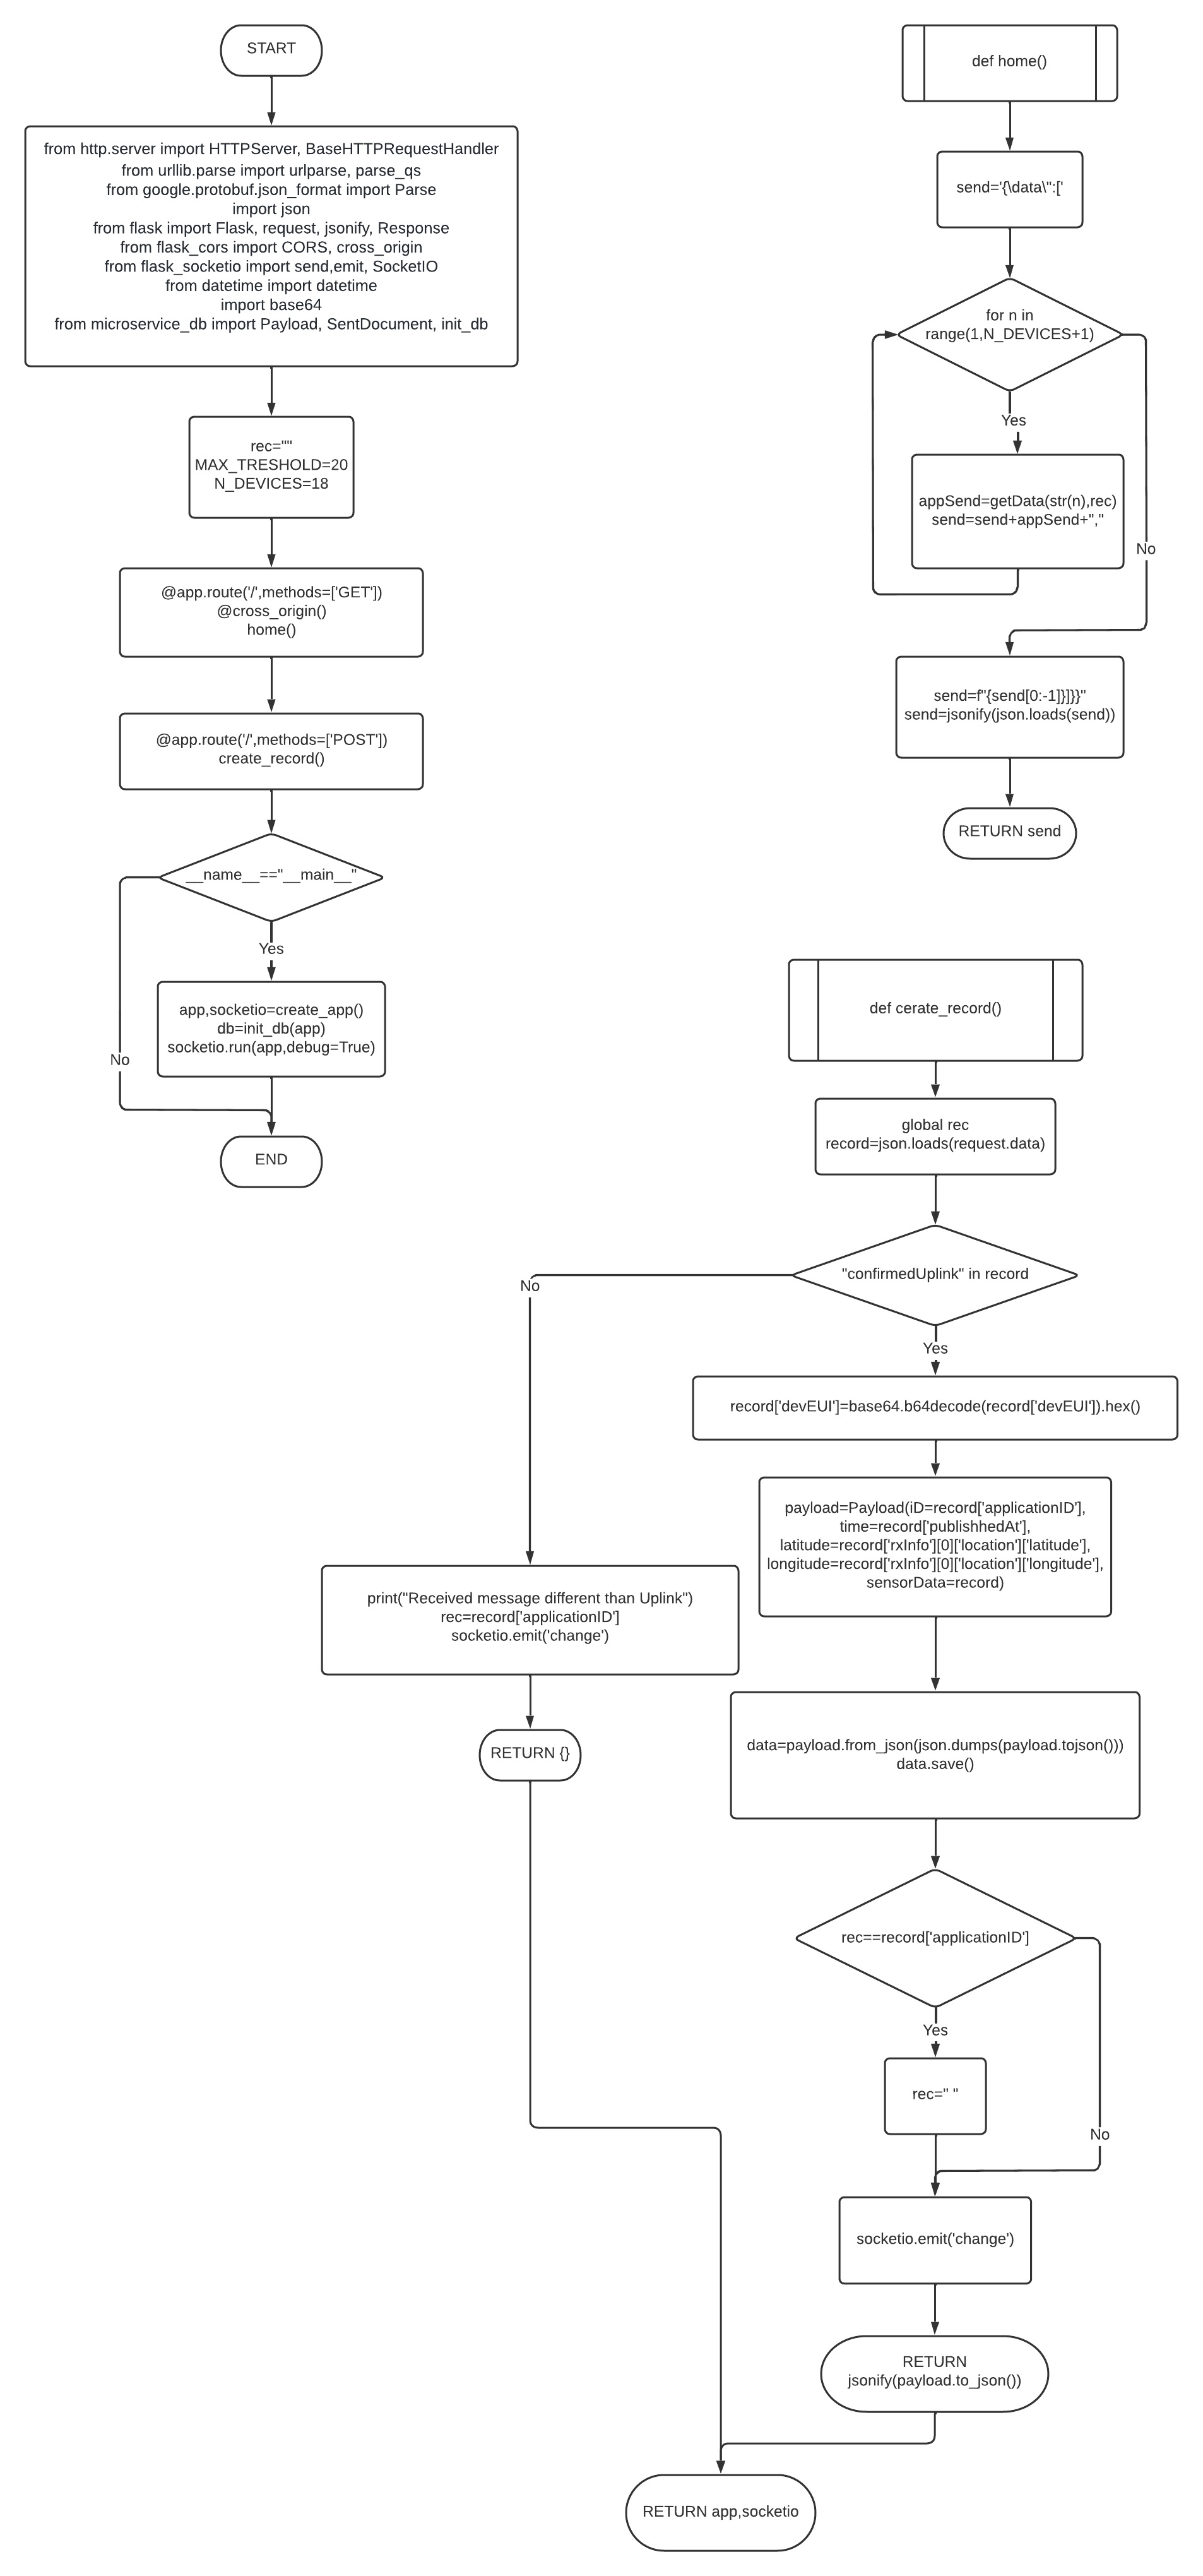 START
from http.server import HTTPServer, BaseHTTPRequestHandler
from urllib.parse import urlparse, parse_qs
from google.protobuf.json_format import Parse
import json
from flask import Flask, request, jsonify, Response
from flask_cors import CORS, cross_origin
from flask_socketio import send,emit, SocketIO
from datetime import datetime
import base64
from microservice_db import Payload, SentDocument, init_db
rec=""
MAX_TRESHOLD=20
N_DEVICES=18
@app.route('/',methods=['GET'])
@cross_origin()
home()
@app.route('/',methods=['POST'])
create_record()
__name__=="__main__"
Yes
No
app,socketio=create_app()
db=init_db(app)
socketio.run(app,debug=True)
END
def home()
send='{\data\":['
for n in
range(1,N_DEVICES+1)
Yes
appSend=getData(str(n),rec)
send=send+appSend+","
No
send=f"{send[0:-1]}]}}"
send=jsonify(json.loads(send))
RETURN send
def cerate_record()
global rec
record=json.loads(request.data)
"confirmedUplink" in record
No
Yes
record['devEUI']=base64.b64decode(record['devEUI']).hex()
payload=Payload(iD=record['applicationID'],
time=record['publishhedAt'],
latitude=record['rxInfo'][0]['location']['latitude'],
longitude=record['rxInfo'][0]['location']['longitude'],
sensorData=record)
print("Received message different than Uplink")
rec=record['applicationID']
socketio.emit('change')
RETURN {}
data=payload.from_json(json.dumps(payload.tojson()))
data.save()
rec==record['applicationID']
Yes
rec=" "
No
socketio.emit('change')
RETURN
jsonify(payload.to_json())
RETURN app,socketio